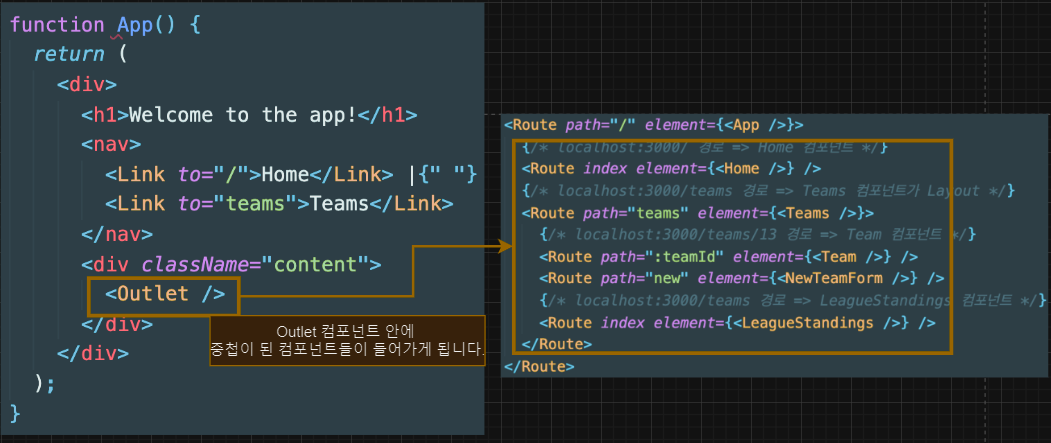 function App() {
return (
<div>
<h1>Welcome to the app!</h1>
<nav>
<Link to="/">Home</Link> |{" "}
<Link to="teams">Teams</Link>
</nav>
<div className="content">
<Outlet />
</div>
</div>
);
}
Outlet 컴포넌트 안에
중첩이 된 컴포넌트들이 들어가게 됩니다.
<Route path="/" element={<App />}>
{/* localhost:3000/ 경로 => Home 컴포넌트 */}
<Route index element={<Home />} />
{/* localhost:3000/teams 경로 => Teams 컴포넌트가 Layout */}
<Route path="teams" element={<Teams />}>
{/* localhost:3000/teams/13 경로 => Team 컴포넌트 */}
<Route path=":teamId" element={<Team />} />
<Route path="new" element={<NewTeamForm />} />
{/* localhost:3000/teams 경로 => LeagueStandings 컴포넌트 */}
<Route index element={<LeagueStandings />} />
</Route>
</Route>